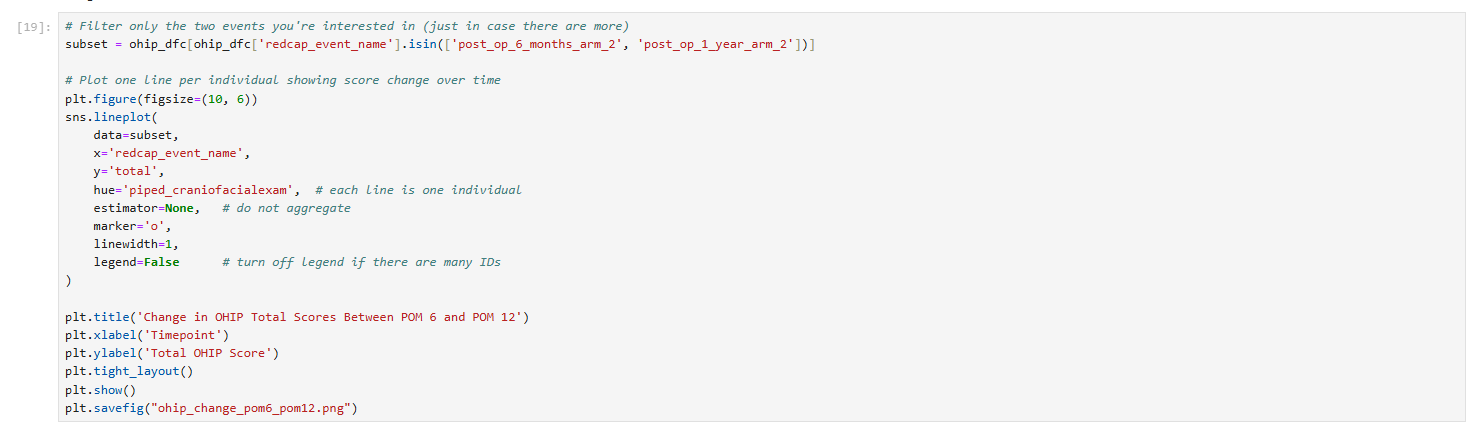 [19]: # Filter only the two events you're interested in (just in case there are more)
subset = ohip_dfc[ohip_dfc['redcap_event_name'].isin(['post_op_6_months_arm_2', 'post_op_1_year_arm_2'])]

# Plot one line per individual showing score change over time
plt.figure(figsize=(10, 6))
sns.lineplot(
    data=subset,
    x='redcap_event_name',
    y='total',
    hue='piped_craniofacialexam',  # each line is one individual
    estimator=None,   # do not aggregate
    marker='o',
    linewidth=1,
    legend=False      # turn off legend if there are many IDs
)

plt.title('Change in OHIP Total Scores Between POM 6 and POM 12')
plt.xlabel('Timepoint')
plt.ylabel('Total OHIP Score')
plt.tight_layout()
plt.show()
plt.savefig("ohip_change_pom6_pom12.png")